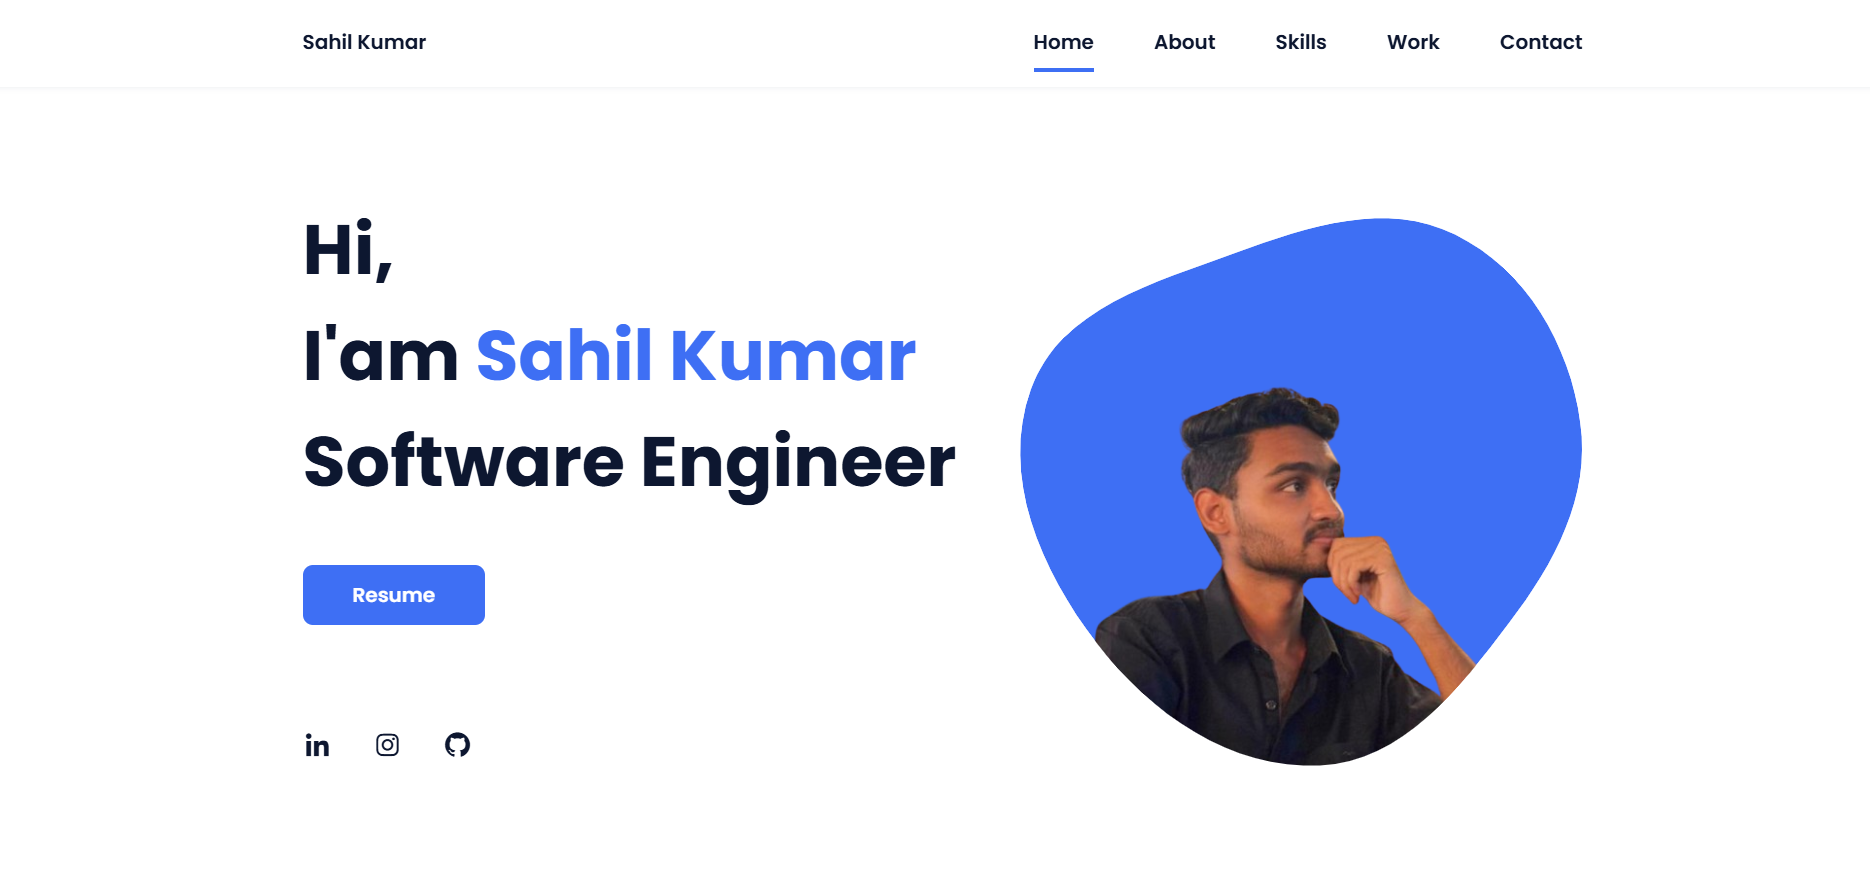 Sahil Kumar
Home About Skills Work Contact
Hi,
I'am Sahil Kumar
Software Engineer
Resume
in